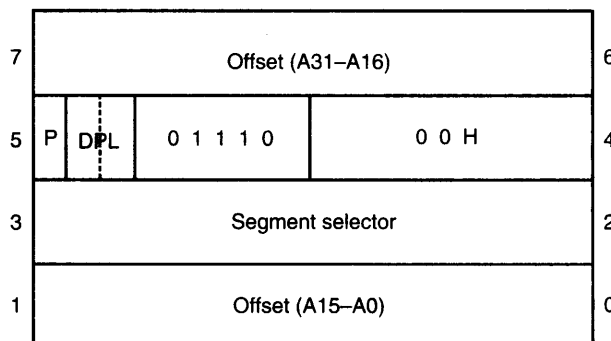 7 Offset (A31–A16) 6
5 P DPL 0 1 1 1 0 0 0 H 4
3 Segment selector 2
1 Offset (A15–A0) 0